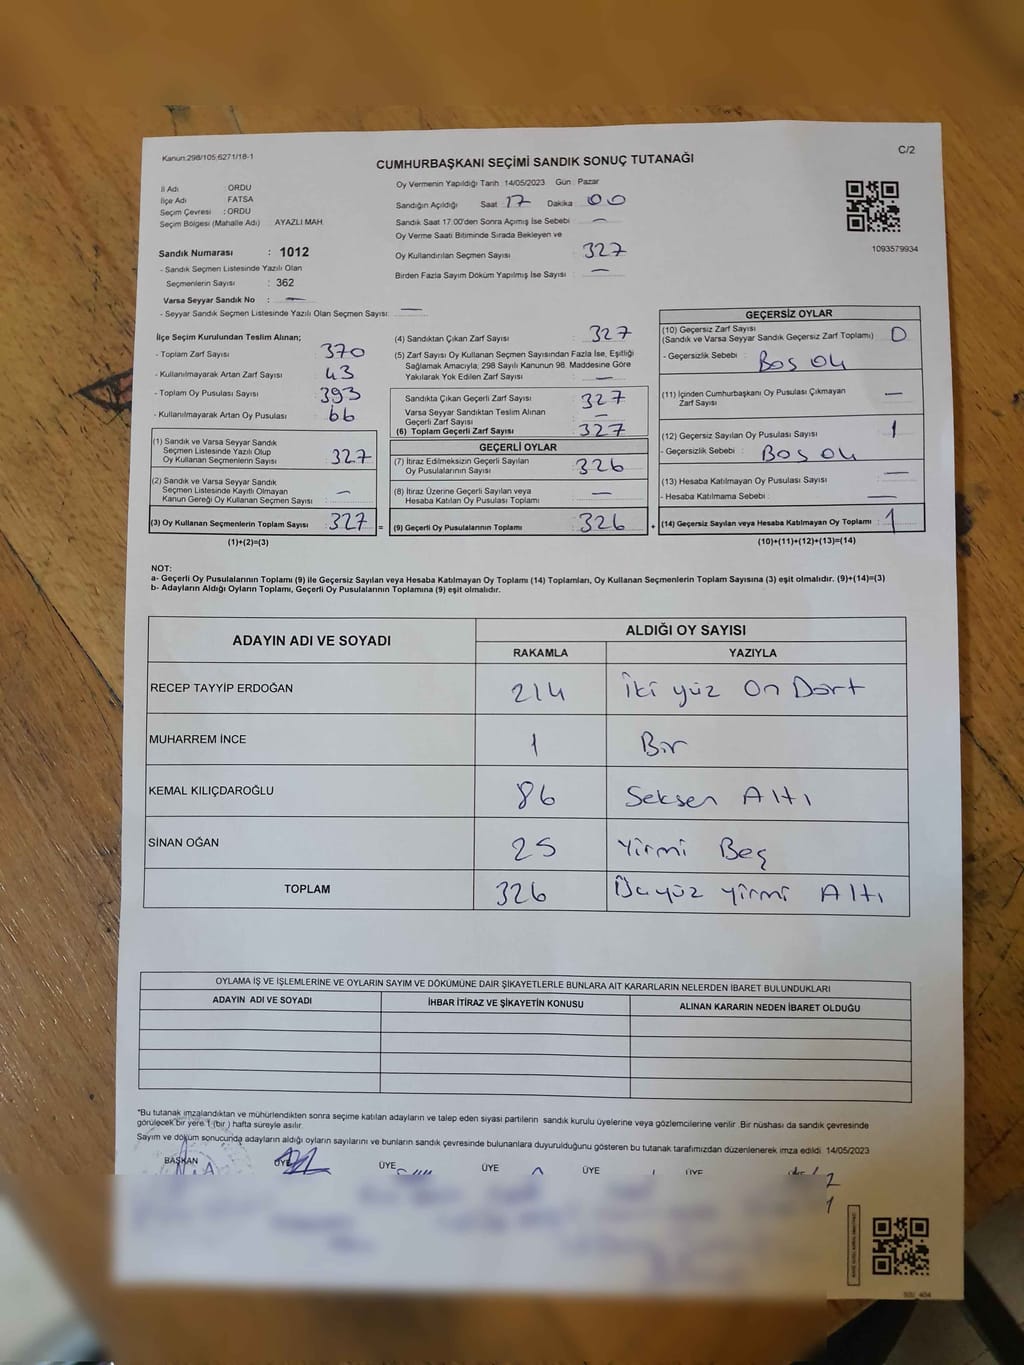 Kanun:298/105,6271/18-1
C/2
CUMHURBAŞKANI SEÇİMİ SANDIK SONUÇ TUTANAĞI
İl Adı : ORDU
İlçe Adı : FATSA
Seçim Çevresi : ORDU
Seçim Bölgesi (Mahalle Adı) : AYAZLI MAH.
Oy Vermenin Yapıldığı Tarih 14/05/2023 Gün : Pazar
Sandığın Açıldığı Saat 17 Dakika 00
Sandık Saat 17:00'den Sonra Açımış İse Sebebi : —
Oy Verme Saati Bitiminde Sırada Bekleyen ve
Oy Kullandırılan Seçmen Sayısı : 327
Birden Fazla Sayım Döküm Yapılmış İse Sayısı : —
1093579934
Sandık Numarası : 1012
- Sandık Seçmen Listesinde Yazılı Olan
Seçmenlerin Sayısı : 362
Varsa Seyyar Sandık No : —
- Seyyar Sandık Seçmen Listesinde Yazılı Olan Seçmen Sayısı: —
İlçe Seçim Kurulundan Teslim Alınan;
- Toplam Zarf Sayısı : 370
- Kullanılmayarak Artan Zarf Sayısı : 43
- Toplam Oy Pusulası Sayısı : 393
- Kullanılmayarak Artan Oy Pusulası : 66
(1) Sandık ve Varsa Seyyar Sandık
Seçmen Listesinde Yazılı Olup
Oy Kullanan Seçmenlerin Sayısı : 327
(2) Sandık ve Varsa Seyyar Sandık
Seçmen Listesinde Kayıtlı Olmayan
Kanun Gereği Oy Kullanan Seçmen Sayısı : —
(3) Oy Kullanan Seçmenlerin Toplam Sayısı : 327 =
(1)+(2)=(3)
(4) Sandıktan Çıkan Zarf Sayısı : 327
(5) Zarf Sayısı Oy Kullanan Seçmen Sayısından Fazla İse, Eşitliği
Sağlamak Amacıyla; 298 Sayılı Kanunun 98. Maddesine Göre
Yakılarak Yok Edilen Zarf Sayısı : —
Sandıkta Çıkan Geçerli Zarf Sayısı : 327
Varsa Seyyar Sandıktan Teslim Alınan
Geçerli Zarf Sayısı : —
(6) Toplam Geçerli Zarf Sayısı : 327
GEÇERLİ OYLAR
(7) İtiraz Edilmeksizin Geçerli Sayılan
Oy Pusulalarının Sayısı : 326
(8) İtiraz Üzerine Geçerli Sayılan veya
Hesaba Katılan Oy Pusulası Toplamı : —
(9) Geçerli Oy Pusulalarının Toplamı : 326 +
GEÇERSİZ OYLAR
(10) Geçersiz Zarf Sayısı
(Sandık ve Varsa Seyyar Sandık Geçersiz Zarf Toplamı) : 0
- Geçersizlik Sebebi : Boş Oy
(11) İçinden Cumhurbaşkanı Oy Pusulası Çıkmayan
Zarf Sayısı : —
(12) Geçersiz Sayılan Oy Pusulası Sayısı : 1
- Geçersizlik Sebebi : Boş Oy
(13) Hesaba Katılmayan Oy Pusulası Sayısı : —
- Hesaba Katılmama Sebebi : —
(14) Geçersiz Sayılan veya Hesaba Katılmayan Oy Toplamı : 1
(10)+(11)+(12)+(13)=(14)
NOT:
a- Geçerli Oy Pusulalarının Toplamı (9) ile Geçersiz Sayılan veya Hesaba Katılmayan Oy Toplamı (14) Toplamları, Oy Kullanan Seçmenlerin Toplam Sayısına (3) eşit olmalıdır. (9)+(14)=(3)
b- Adayların Aldığı Oyların Toplamı, Geçerli Oy Pusulalarının Toplamına (9) eşit olmalıdır.
ADAYIN ADI VE SOYADI
ALDIĞI OY SAYISI
RAKAMLA YAZIYLA
RECEP TAYYİP ERDOĞAN 214 İki yüz On Dört
MUHARREM İNCE 1 Bir
KEMAL KILIÇDAROĞLU 86 Seksen Altı
SİNAN OĞAN 25 Yirmi Beş
TOPLAM 326 Üçyüz yirmi Altı
OYLAMA İŞ VE İŞLEMLERİNE VE OYLARIN SAYIM VE DÖKÜMÜNE DAİR ŞİKAYETLERLE BUNLARA AİT KARARLARIN NELERDEN İBARET BULUNDUKLARI
ADAYIN ADI VE SOYADI İHBAR İTİRAZ VE ŞİKAYETİN KONUSU ALINAN KARARIN NEDEN İBARET OLDUĞU
*Bu tutanak imzalandıktan ve mühürlendikten sonra seçime katılan adayların ve talep eden siyasi partilerin sandık kurulu üyelerine veya gözlemcilerine verilir. Bir nüshası da sandık çevresinde
görülecek bir yere 1 (bir) hafta süreyle asılır.
Sayım ve döküm sonucunda adayların aldığı oyların sayılarını ve bunların sandık çevresinde bulunanlara duyurulduğunu gösteren bu tutanak tarafımızdan düzenlenerek imza edildi. 14/05/2023
BAŞKAN ÜYE ÜYE ÜYE ÜYE ÜYE